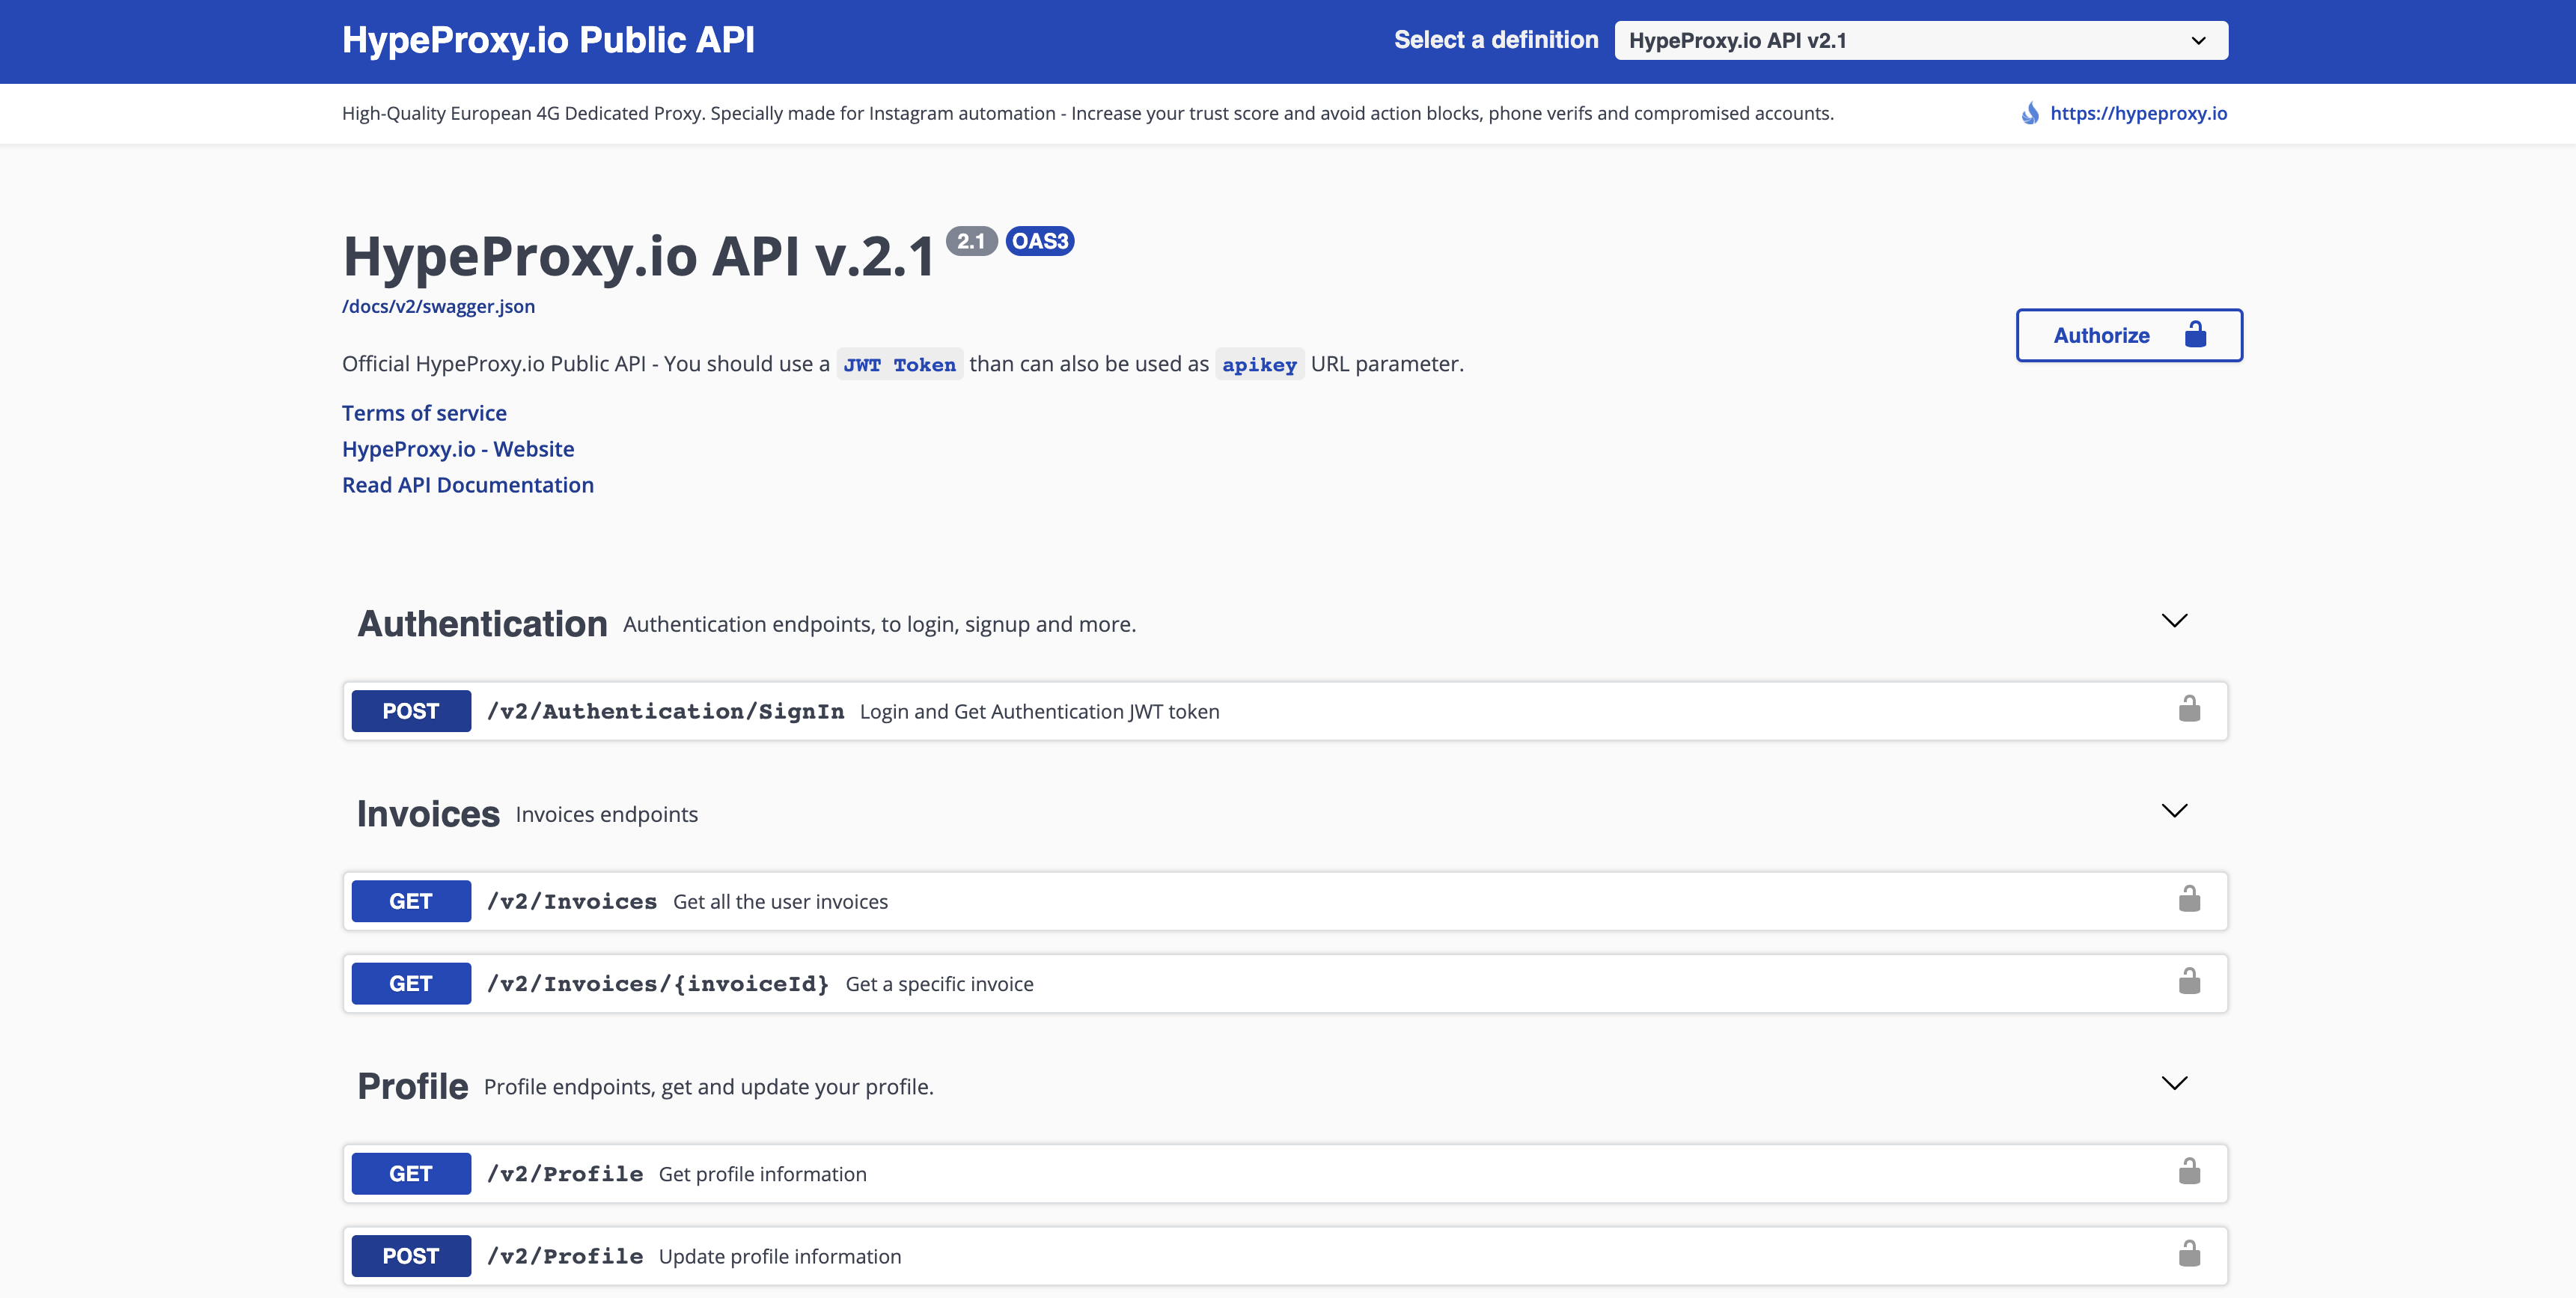 HypeProxy.io Public API
Select a definition
HypeProxy.io API v2.1
High-Quality European 4G Dedicated Proxy. Specially made for Instagram automation - Increase your trust score and avoid action blocks, phone verifs and compromised accounts.
https://hypeproxy.io
HypeProxy.io API v.2.1 2.1 OAS3
/docs/v2/swagger.json
Authorize
Official HypeProxy.io Public API - You should use a JWT Token than can also be used as apikey URL parameter.
Terms of service
HypeProxy.io - Website
Read API Documentation
Authentication Authentication endpoints, to login, signup and more.
POST /v2/Authentication/SignIn Login and Get Authentication JWT token
Invoices Invoices endpoints
GET /v2/Invoices Get all the user invoices
GET /v2/Invoices/{invoiceId} Get a specific invoice
Profile Profile endpoints, get and update your profile.
GET /v2/Profile Get profile information
POST /v2/Profile Update profile information